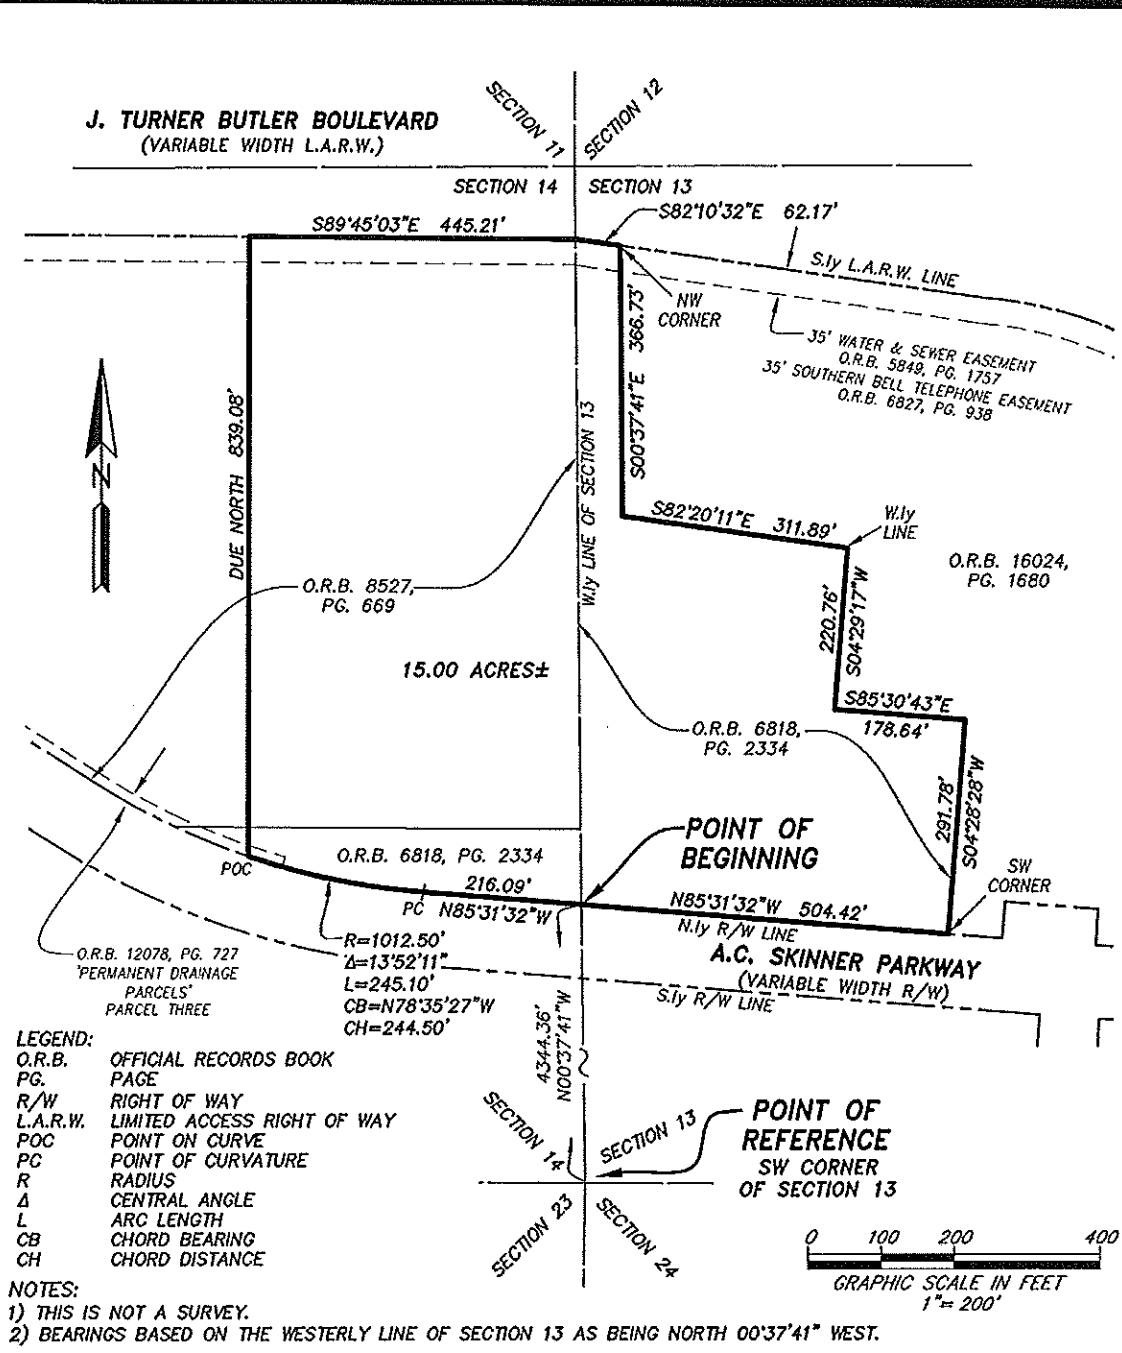 J. TURNER BUTLER BOULEVARD
(VARIABLE WIDTH L.A.R.W.)
SECTION 11
SECTION 12
SECTION 14
SECTION 13
S89°45'03"E 445.21'
S82°10'32"E 62.17'
S.ly L.A.R.W. LINE
NW
CORNER
35' WATER & SEWER EASEMENT
O.R.B. 5849, PG. 1757
35' SOUTHERN BELL TELEPHONE EASEMENT
O.R.B. 6827, PG. 938
S00°37'41"E 366.73'
DUE NORTH 839.08'
W.ly LINE OF SECTION 13
N
S82°20'11"E 311.89'
W.ly
LINE
O.R.B. 16024,
PG. 1680
O.R.B. 8527,
PG. 669
220.76'
S04°29'17"W
15.00 ACRES±
S85°30'43"E
178.64'
O.R.B. 6818,
PG. 2334
291.78'
S04°28'28"W
POINT OF
BEGINNING
O.R.B. 6818, PG. 2334
POC
216.09'
PC
N85°31'32"W
N85°31'32"W 504.42'
SW
CORNER
N.ly R/W LINE
A.C. SKINNER PARKWAY
(VARIABLE WIDTH R/W)
S.ly R/W LINE
R=1012.50'
Δ=13°52'11"
L=245.10'
CB=N78°35'27"W
CH=244.50'
O.R.B. 12078, PG. 727
'PERMANENT DRAINAGE
PARCELS'
PARCEL THREE
4344.36'
N00°37'41"W
LEGEND:
O.R.B. OFFICIAL RECORDS BOOK
PG. PAGE
R/W RIGHT OF WAY
L.A.R.W. LIMITED ACCESS RIGHT OF WAY
POC POINT ON CURVE
PC POINT OF CURVATURE
R RADIUS
Δ CENTRAL ANGLE
L ARC LENGTH
CB CHORD BEARING
CH CHORD DISTANCE
SECTION 14
SECTION 13
SECTION 23
SECTION 24
POINT OF
REFERENCE
SW CORNER
OF SECTION 13
0 100 200 400
GRAPHIC SCALE IN FEET
1"= 200'
NOTES:
1) THIS IS NOT A SURVEY.
2) BEARINGS BASED ON THE WESTERLY LINE OF SECTION 13 AS BEING NORTH 00°37'41" WEST.